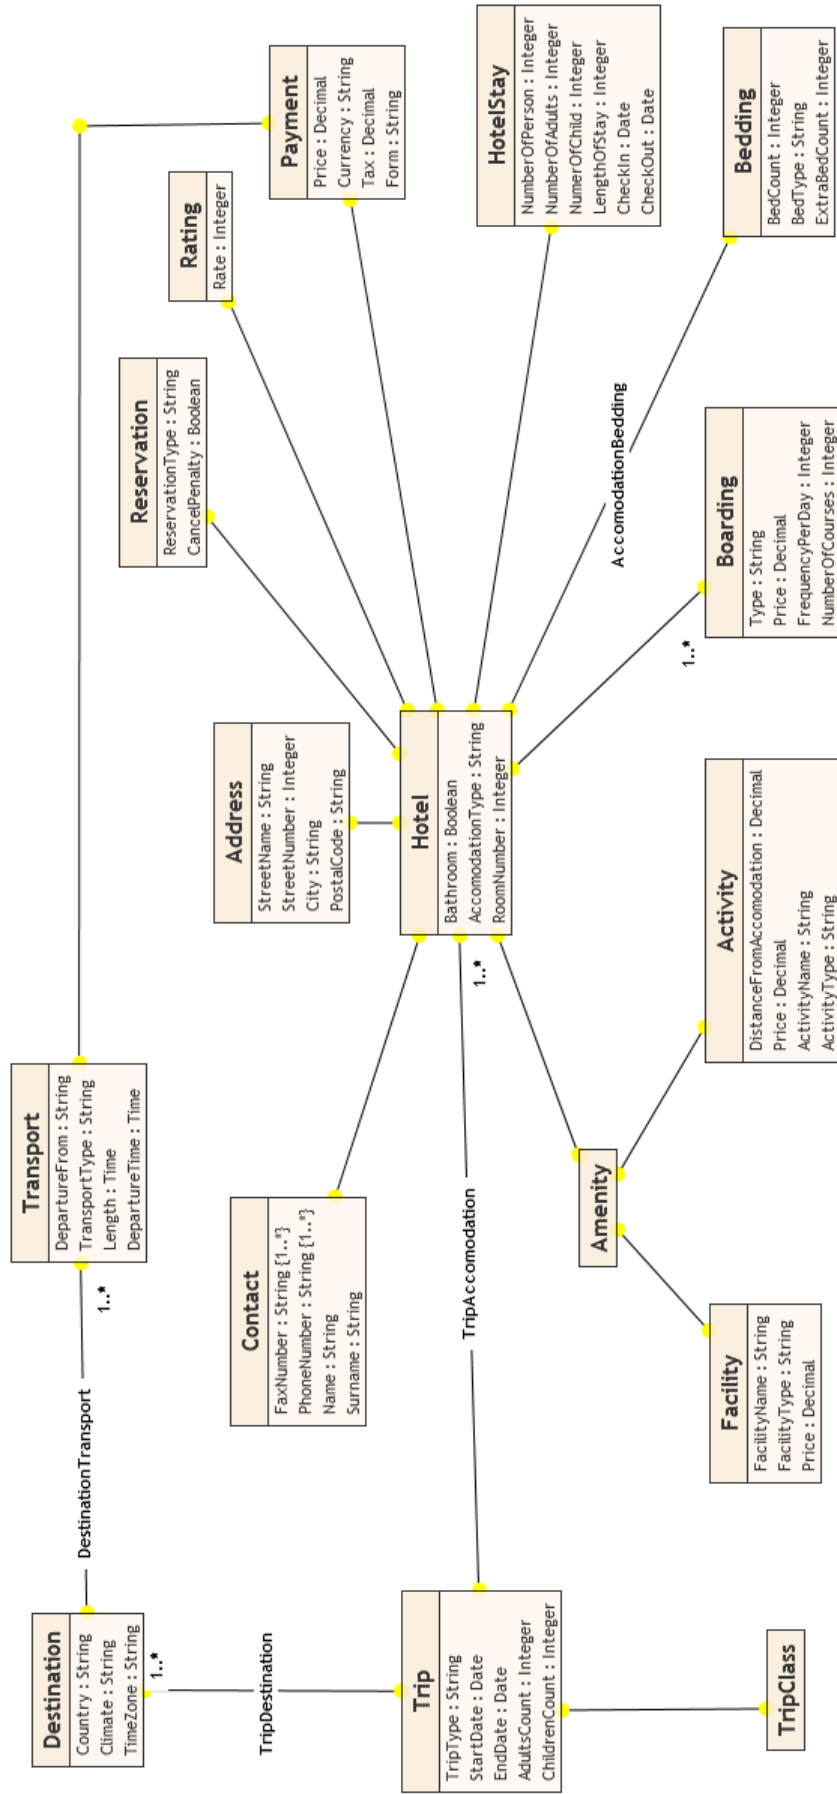 Destination
Country : String
Climate : String
TimeZone : String
1..*
DestinationTransport
1..*
Transport
DepartureFrom : String
TransportType : String
Length : Time
DepartureTime : Time
TripDestination
Contact
FaxNumber : String {1..*}
PhoneNumber : String {1..*}
Name : String
Surname : String
Address
StreetName : String
StreetNumber : Integer
City : String
PostalCode : String
Reservation
ReservationType : String
CancelPenalty : Boolean
Rating
Rate : Integer
Payment
Price : Decimal
Currency : String
Tax : Decimal
Form : String
Trip
TripType : String
StartDate : Date
EndDate : Date
AdultsCount : Integer
ChildrenCount : Integer
TripAccomodation
1..*
Hotel
Bathroom : Boolean
AccomodationType : String
RoomNumber : Integer
HotelStay
NumberOfPerson : Integer
NumberOfAdults : Integer
NumerOfChild : Integer
LengthOfStay : Integer
CheckIn : Date
CheckOut : Date
AccomodationBedding
Amenity
1..*
TripClass
Facility
FacilityName : String
FacilityType : String
Price : Decimal
Activity
DistanceFromAccomodation : Decimal
Price : Decimal
ActivityName : String
ActivityType : String
Boarding
Type : String
Price : Decimal
FrequencyPerDay : Integer
NumberOfCourses : Integer
Bedding
BedCount : Integer
BedType : String
ExtraBedCount : Integer